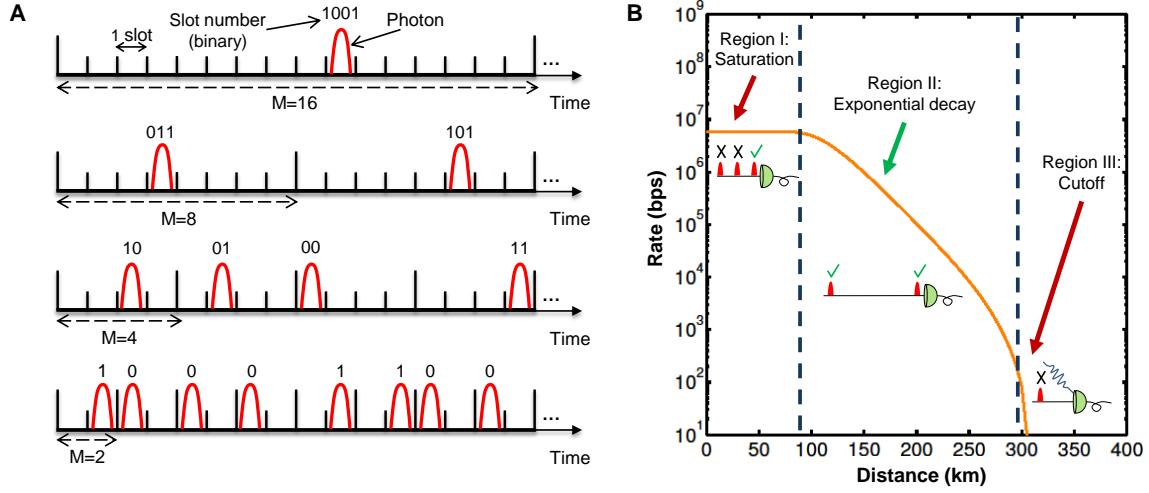 A
Slot number
(binary)
1001
Photon
1 slot
...
M=16
Time
011
101
...
M=8
Time
10
01
00
11
...
M=4
Time
1
0
0
0
1
1
0
0
...
M=2
Time
B
Rate (bps)
10⁹
10⁸
10⁷
10⁶
10⁵
10⁴
10³
10²
10¹
Region I:
Saturation
Region II:
Exponential decay
Region III:
Cutoff
X X ✓
✓ ✓
X
0 50 100 150 200 250 300 350 400
Distance (km)